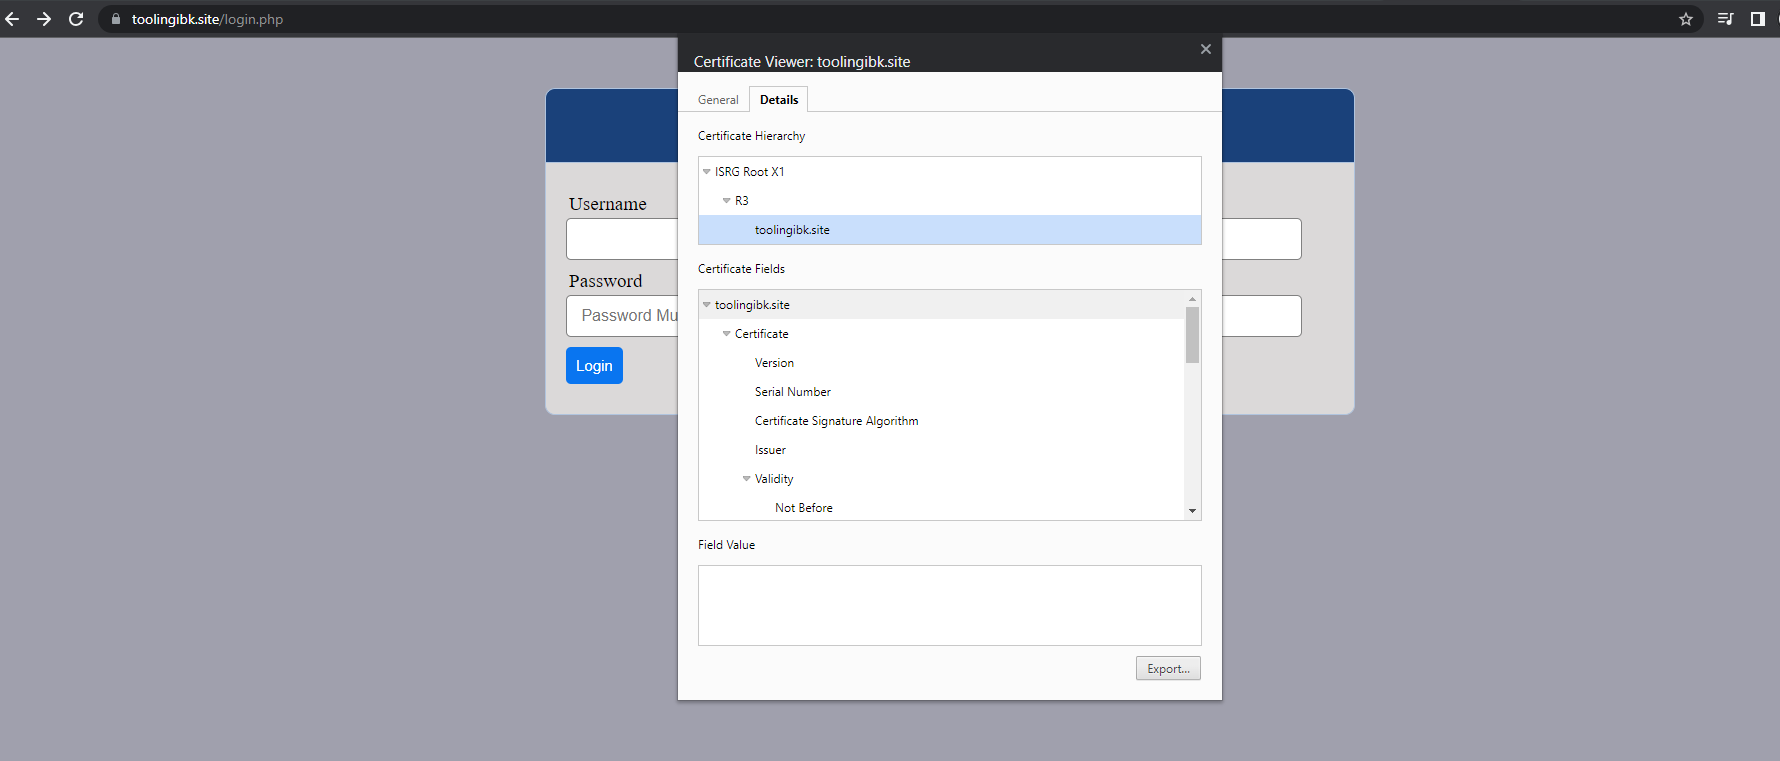 toolingibk.site/login.php
Certificate Viewer: toolingibk.site
General Details
Certificate Hierarchy
ISRG Root X1
R3
toolingibk.site
Certificate Fields
toolingibk.site
Certificate
Version
Serial Number
Certificate Signature Algorithm
Issuer
Validity
Not Before
Field Value
Export...
Username
Password
Password Mu
Login